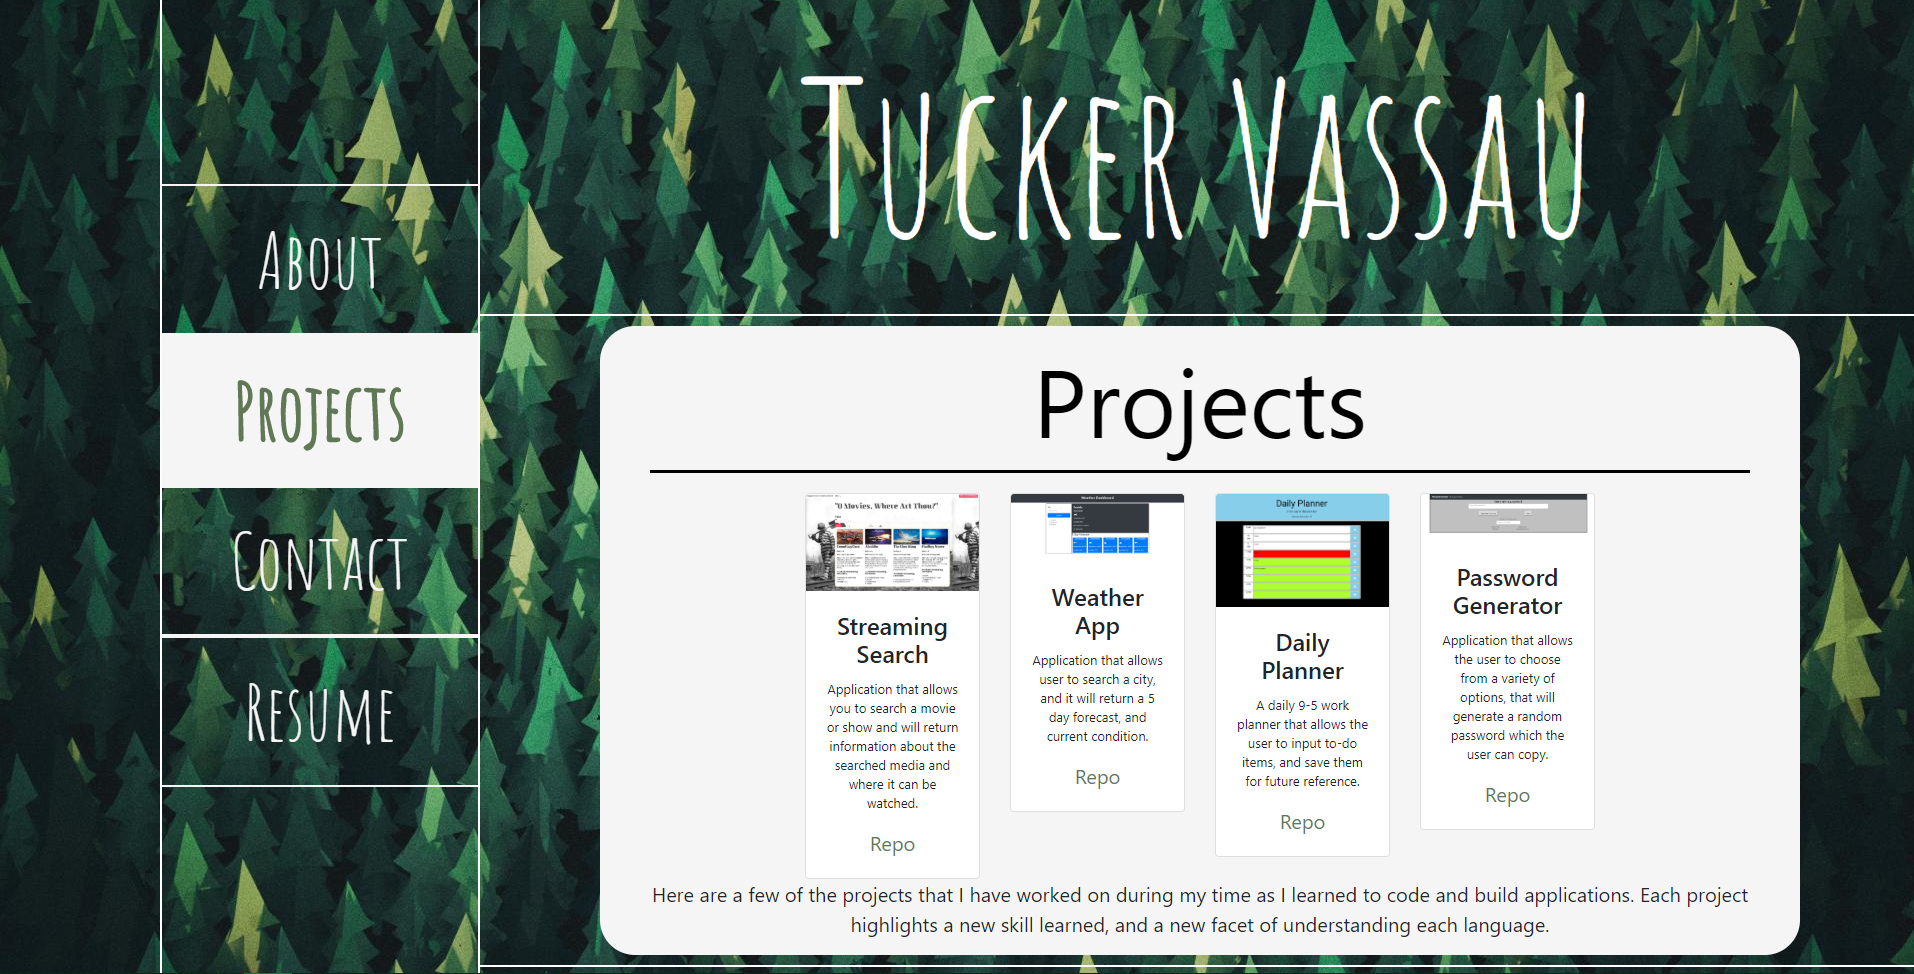 Tucker Vassau
About
Projects
Contact
Resume
Projects
"O Movies, Where Art Thou?"
Streaming
Search
Application that allows
you to search a movie
or show and will return
information about the
searched media and
where it can be
watched.
Repo
Weather Dashboard
Weather
App
Application that allows
user to search a city,
and it will return a 5
day forecast, and
current condition.
Repo
Daily Planner
Daily
Planner
A daily 9-5 work
planner that allows the
user to input to-do
items, and save them
for future reference.
Repo
Password
Generator
Application that allows
the user to choose
from a variety of
options, that will
generate a random
password which the
user can copy.
Repo
Here are a few of the projects that I have worked on during my time as I learned to code and build applications. Each project
highlights a new skill learned, and a new facet of understanding each language.